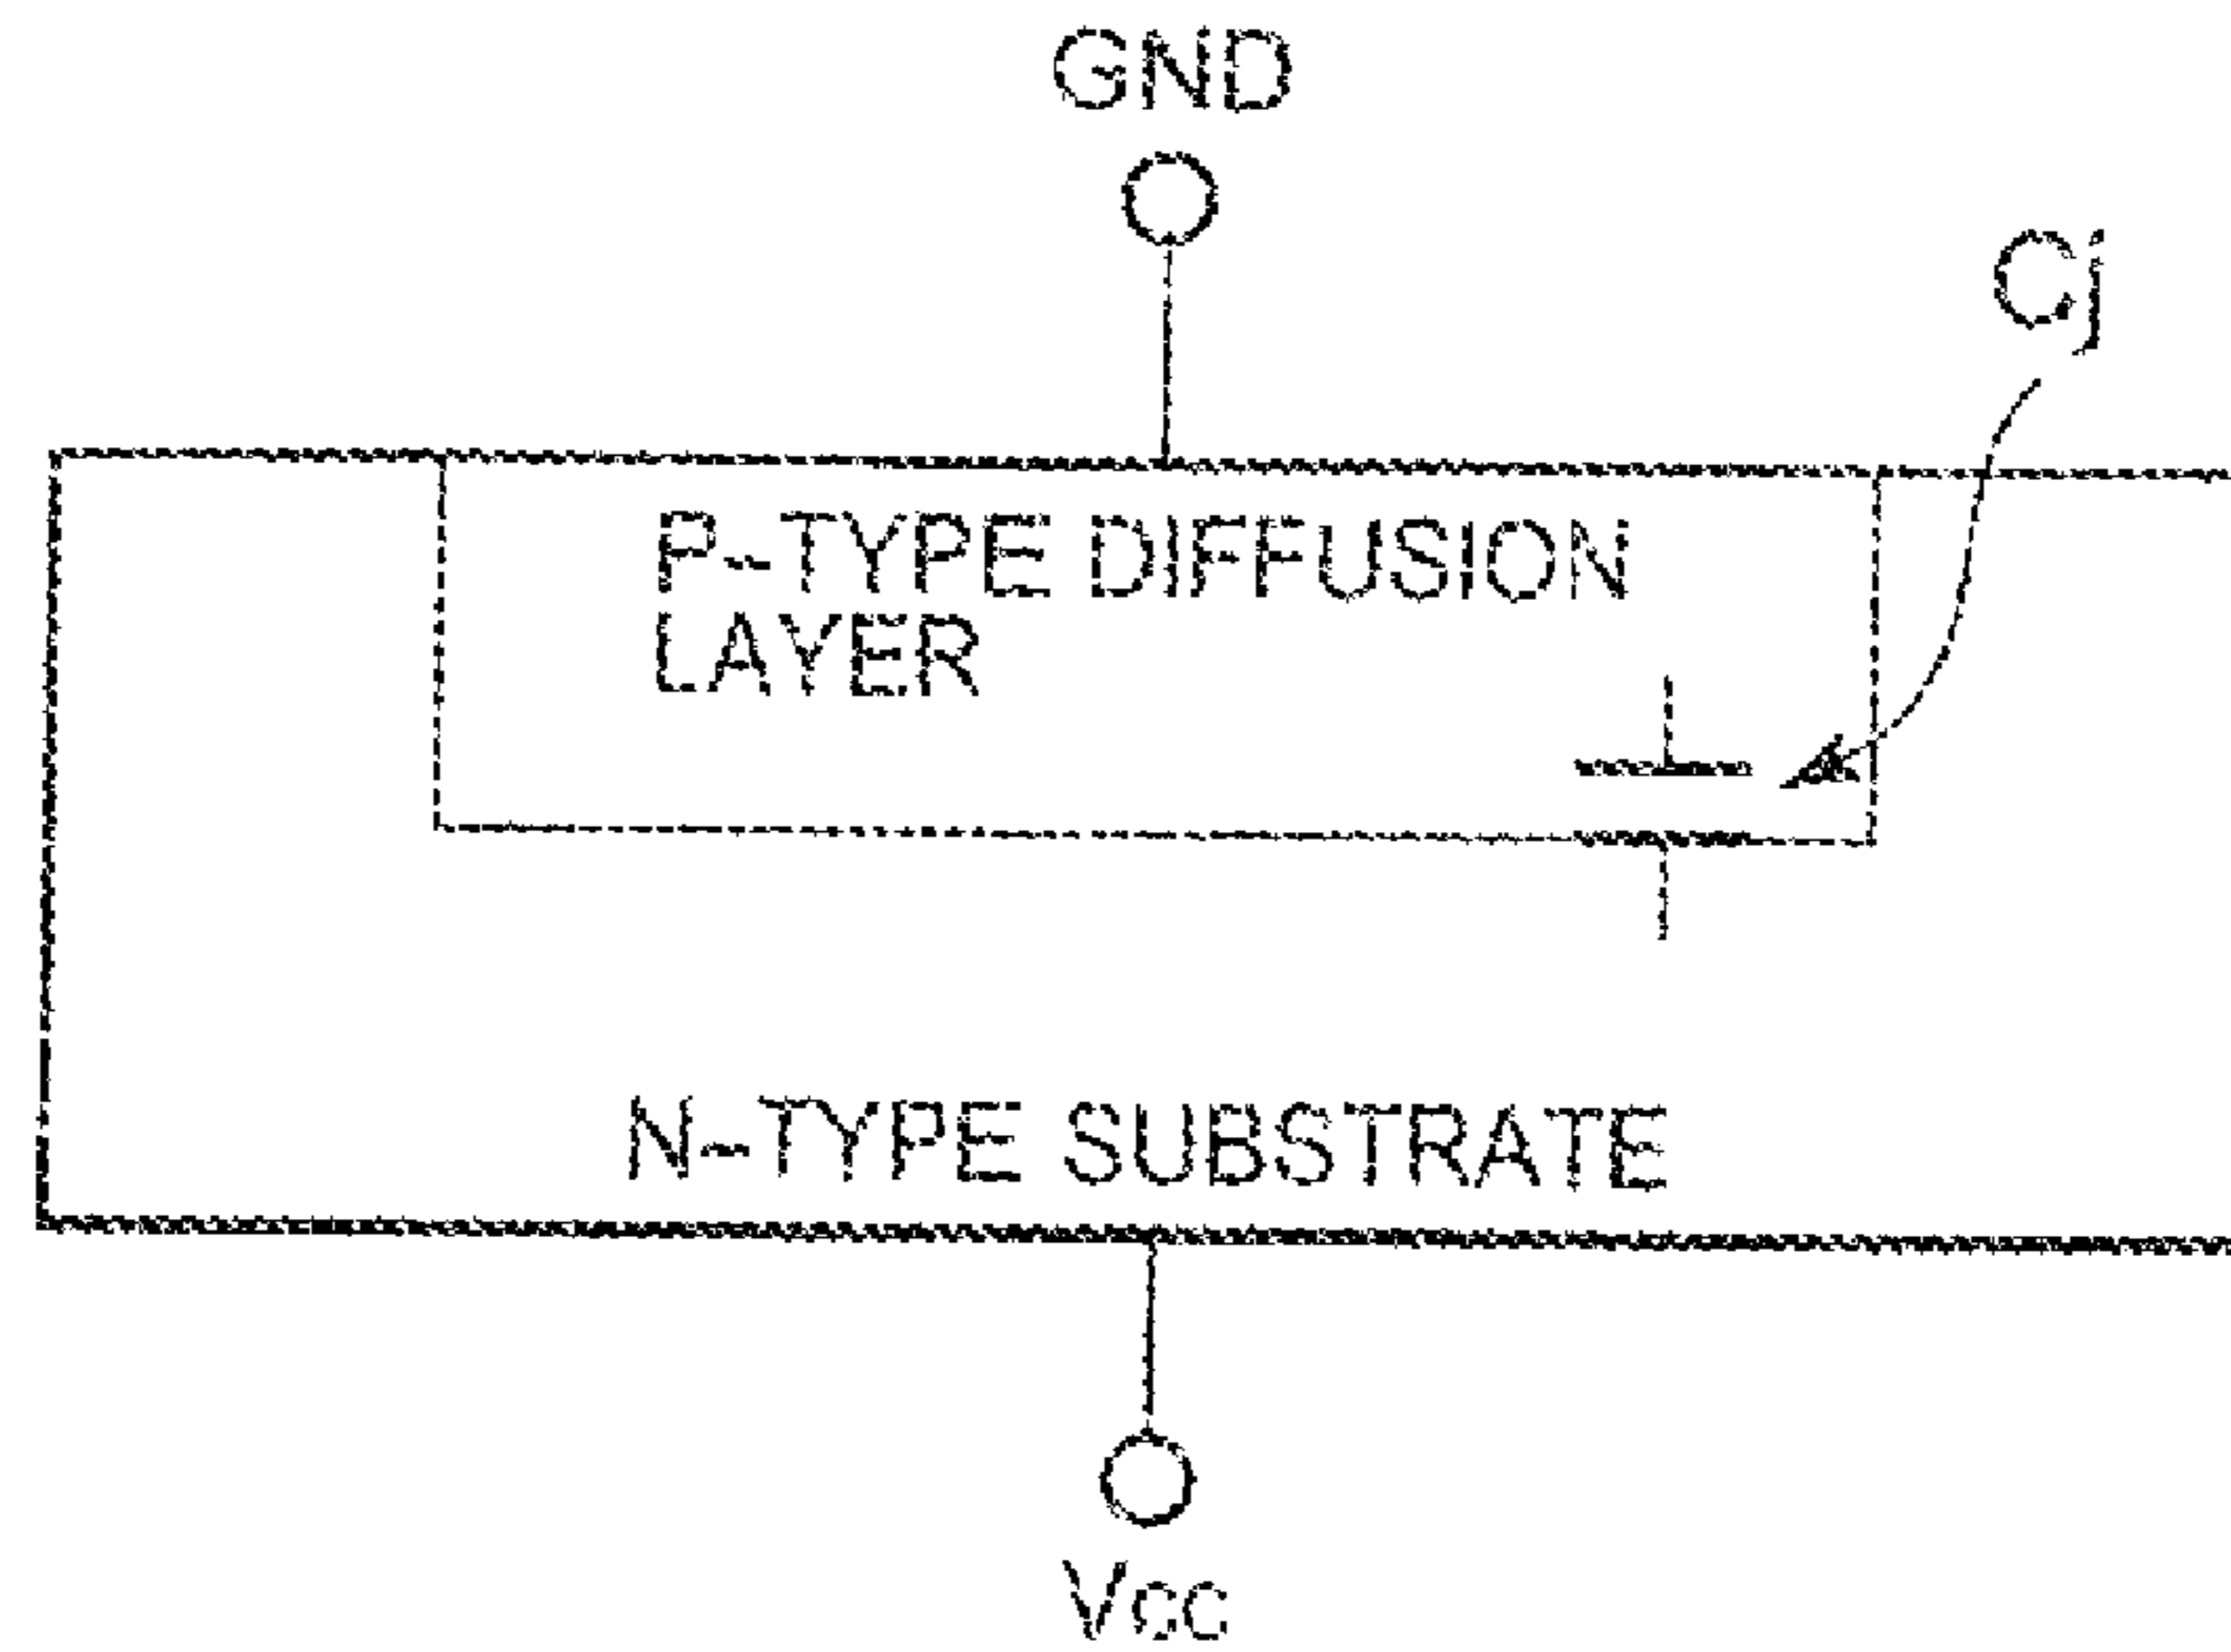 GND
Cj
P-TYPE DIFFUSION
LAYER
N-TYPE SUBSTRATE
Vcc